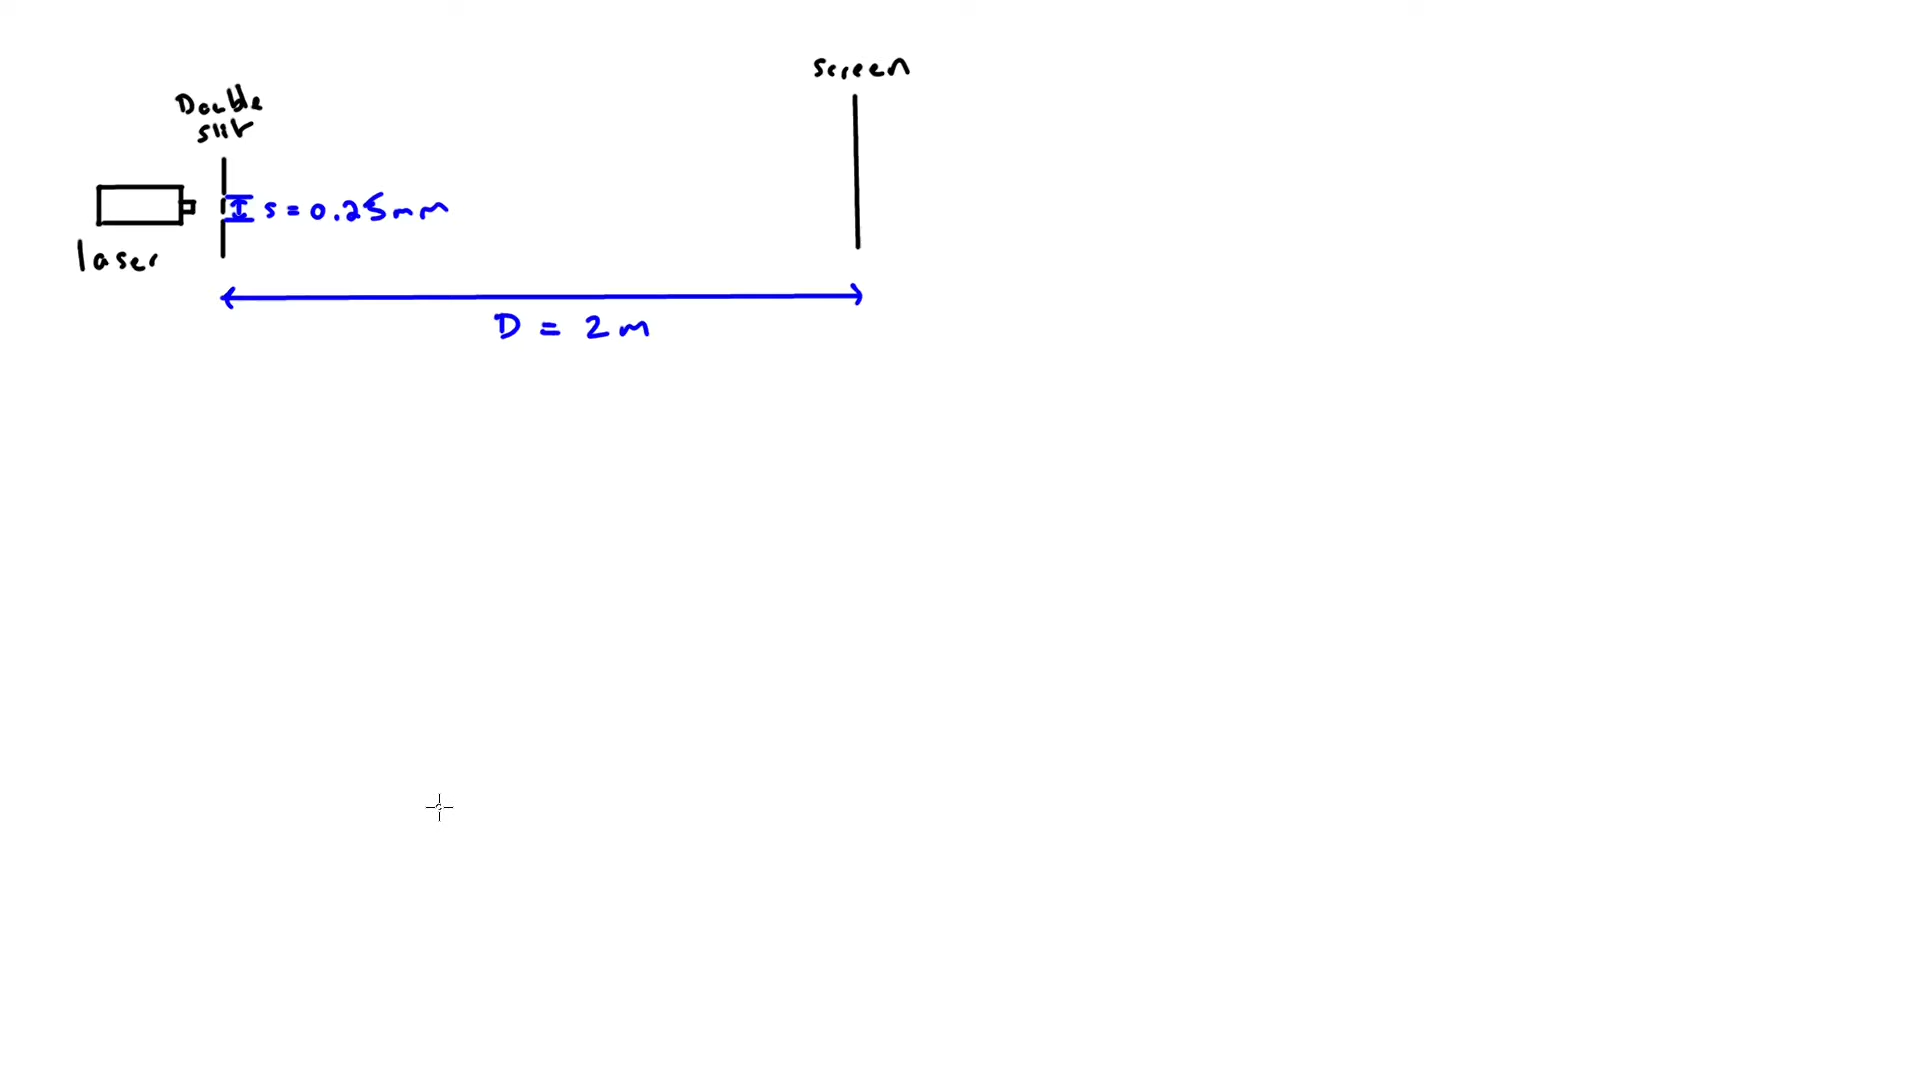 screen
Double
slit
s = 0.25mm
laser
D = 2m